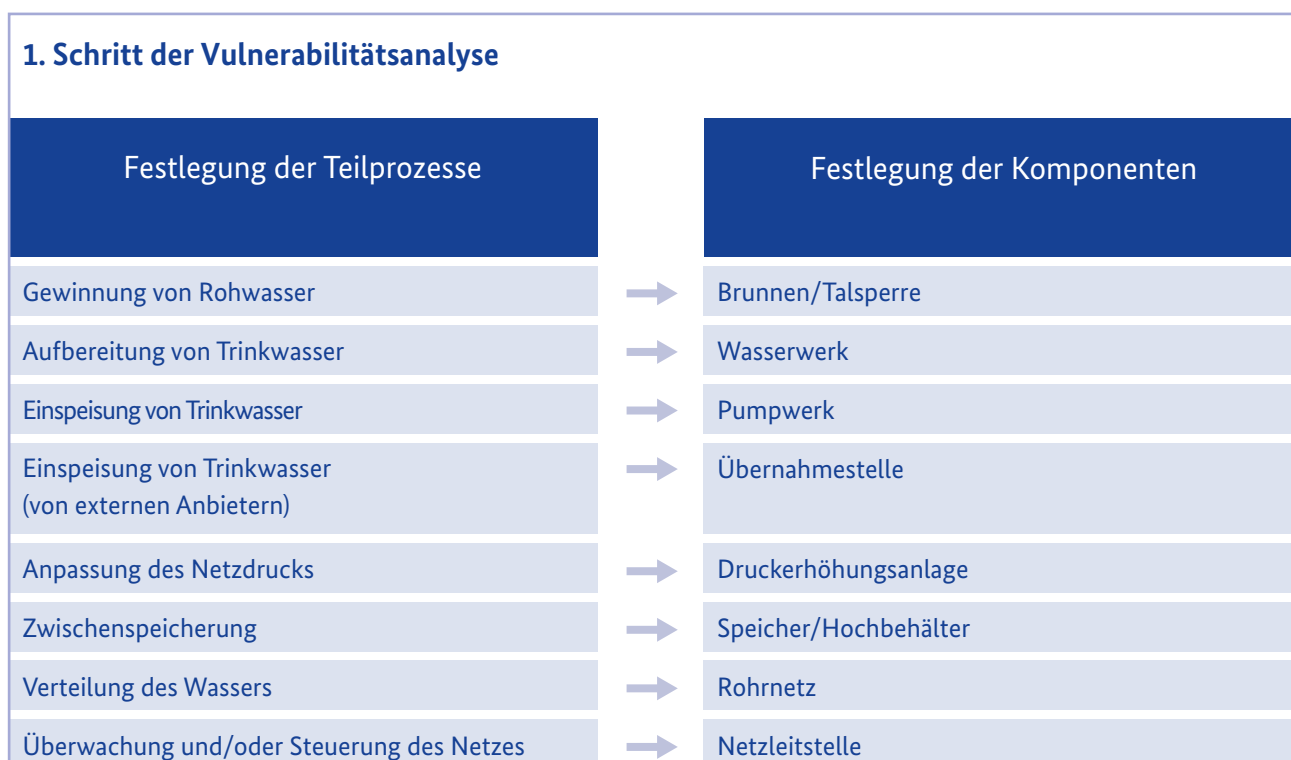 1. Schritt der Vulnerabilitätsanalyse
Festlegung der Teilprozesse
Festlegung der Komponenten
Gewinnung von Rohwasser
Brunnen/Talsperre
Aufbereitung von Trinkwasser
Wasserwerk
Einspeisung von Trinkwasser
Pumpwerk
Einspeisung von Trinkwasser
(von externen Anbietern)
Übernahmestelle
Anpassung des Netzdrucks
Druckerhöhungsanlage
Zwischenspeicherung
Speicher/Hochbehälter
Verteilung des Wassers
Rohrnetz
Überwachung und/oder Steuerung des Netzes
Netzleitstelle